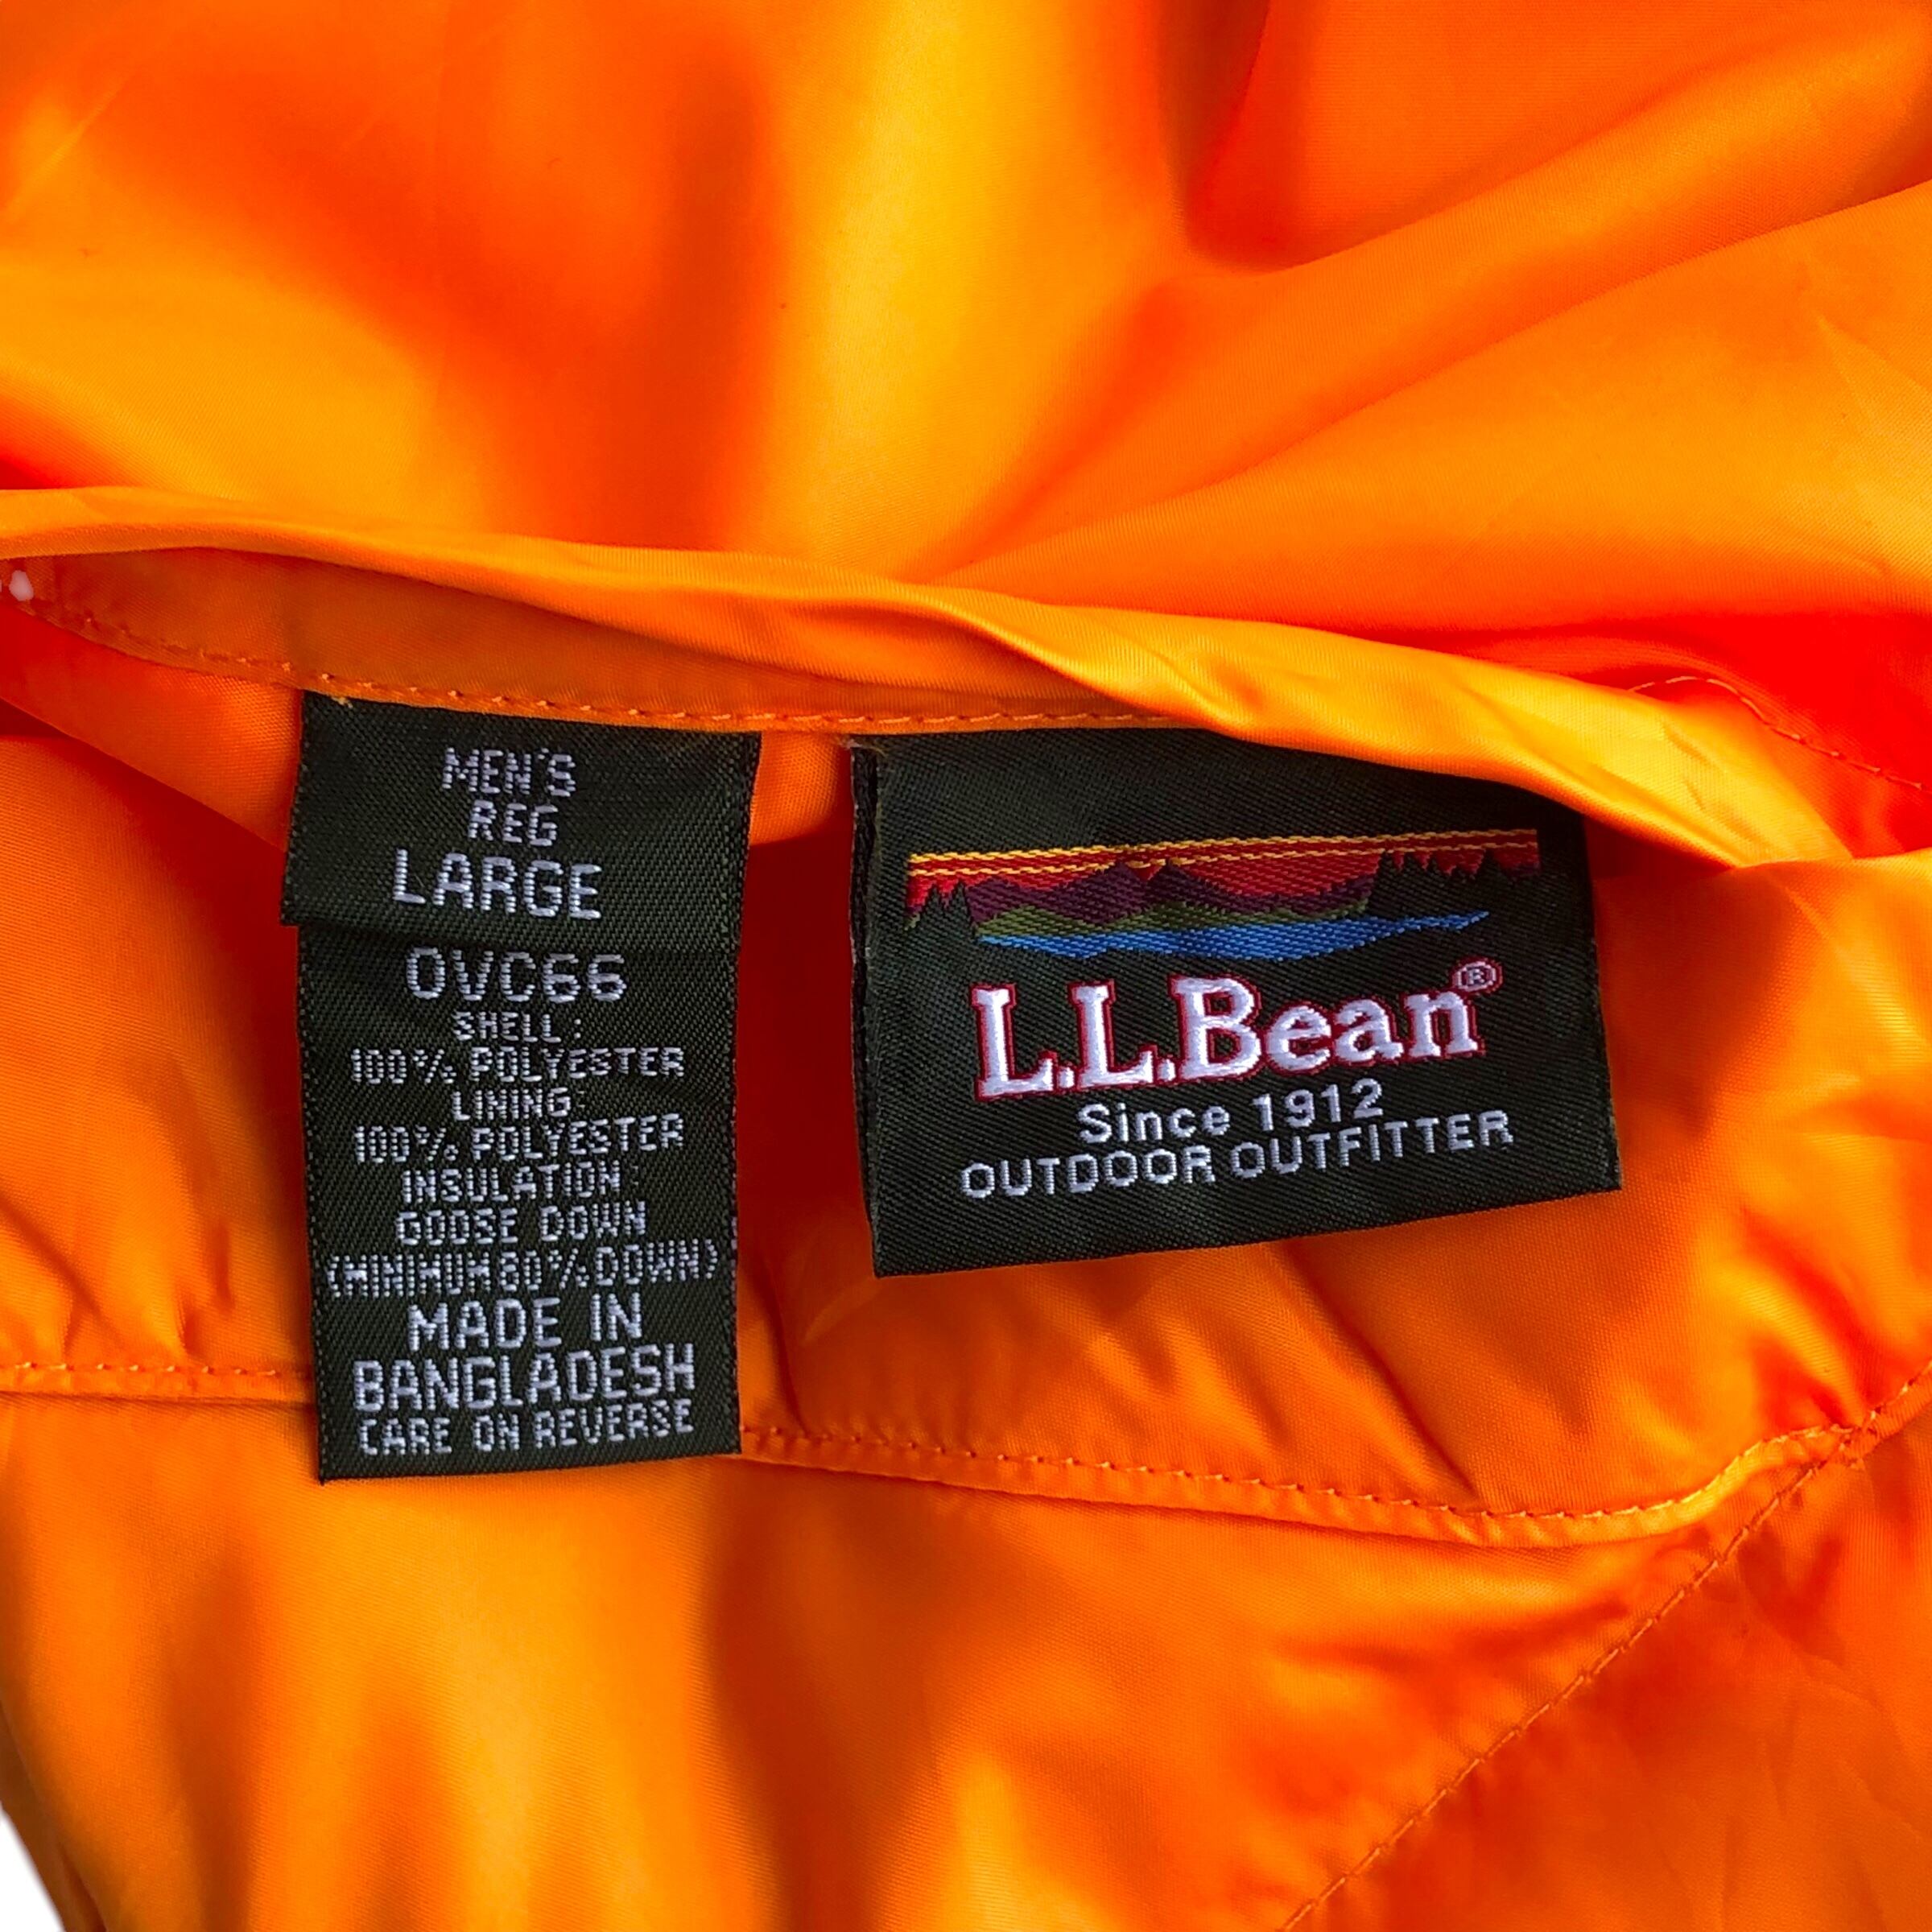 MEN'S
REG
LARGE
OVC66
SHELL:
100% POLYESTER
LINING:
100% POLYESTER
INSULATION:
GOOSE DOWN
(MINIMUM 80% DOWN)
MADE IN
BANGLADESH
CARE ON REVERSE
L.L.Bean®
Since 1912
OUTDOOR OUTFITTER